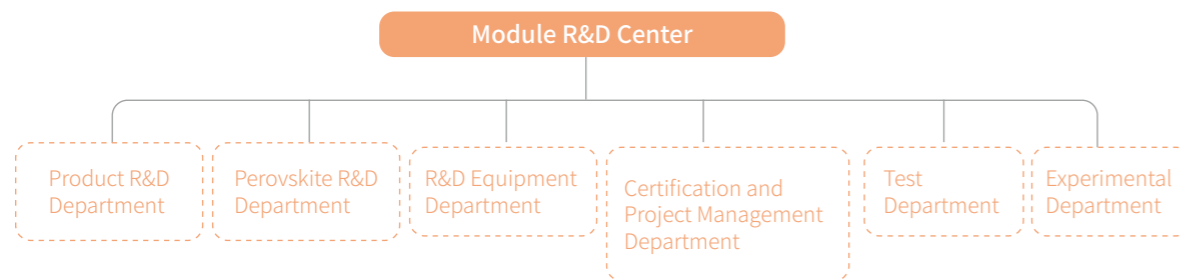 Module R&D Center
Product R&D
Department
Perovskite R&D
Department
R&D Equipment
Department
Certification and
Project Management
Department
Test
Department
Experimental
Department